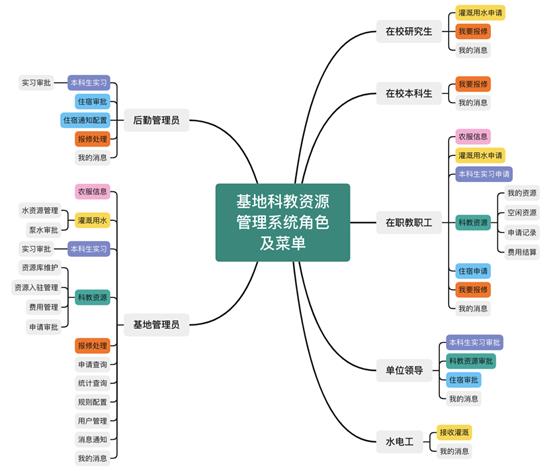 基地科教资源
管理系统角色
及菜单
在校研究生
灌溉用水申请
我要报修
我的消息
在校本科生
我要报修
我的消息
在职教职工
农服信息
灌溉用水申请
本科生实习申请
科教资源
我的资源
空闲资源
申请记录
费用结算
住宿申请
我要报修
我的消息
单位领导
本科生实习审批
科教资源审批
住宿审批
我的消息
水电工
接收灌溉
我的消息
后勤管理员
本科生实习
实习审批
住宿审批
住宿通知配置
报修处理
我的消息
基地管理员
农服信息
灌溉用水
水资源管理
泵水审批
本科生实习
实习审批
科教资源
资源库维护
资源入驻管理
费用管理
申请审批
报修处理
申请查询
统计查询
规则配置
用户管理
消息通知
我的消息